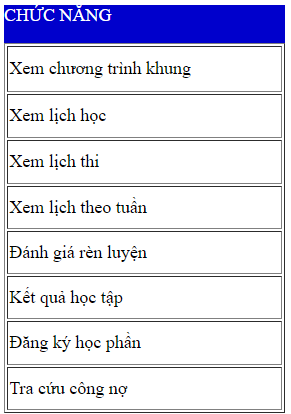 CHỨC NĂNG
Xem chương trinh khung
Xem lịch học
Xem lịch thi
Xem lịch theo tuần
Đánh giá rèn luyện
Kết quả học tập
Đăng ký học phần
Tra cứu công nợ